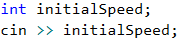 int initialSpeed;
cin >> initialSpeed;